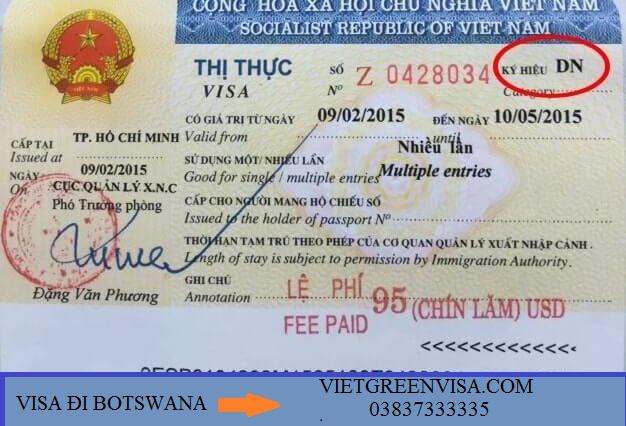 CỘNG HÒA XÃ HỘI CHỦ NGHĨA VIỆT NAM
SOCIALIST REPUBLIC OF VIET NAM
THỊ THỰC SỐ Z 0428034 KÝ HIỆU DN
VISA Nº Category
CÓ GIÁ TRỊ TỪ NGÀY 09/02/2015 ĐẾN NGÀY 10/05/2015
Valid from until
CẤP TẠI TP. HỒ CHÍ MINH
Issued at
NGÀY 09/02/2015
On
CỤC QUẢN LÝ X.N.C
Phó Trưởng phòng
Đặng Văn Phương
SỬ DỤNG MỘT/ NHIỀU LẦN Nhiều lần
Good for single / multiple entries Multiple entries
CẤP CHO NGƯỜI MANG HỘ CHIẾU SỐ
Issued to the holder of passport Nº
THỜI HẠN TẠM TRÚ THEO PHÉP CỦA CƠ QUAN QUẢN LÝ XUẤT NHẬP CẢNH .
Length of stay is subject to permission by Immigration Authority.
GHI CHÚ
Annotation
LỆ PHÍ 95 (CHÍN LĂM) USD
FEE PAID
<<<<<<<<<<<<<
VISA ĐI BOTSWANA
VIETGREENVISA.COM
03837333335